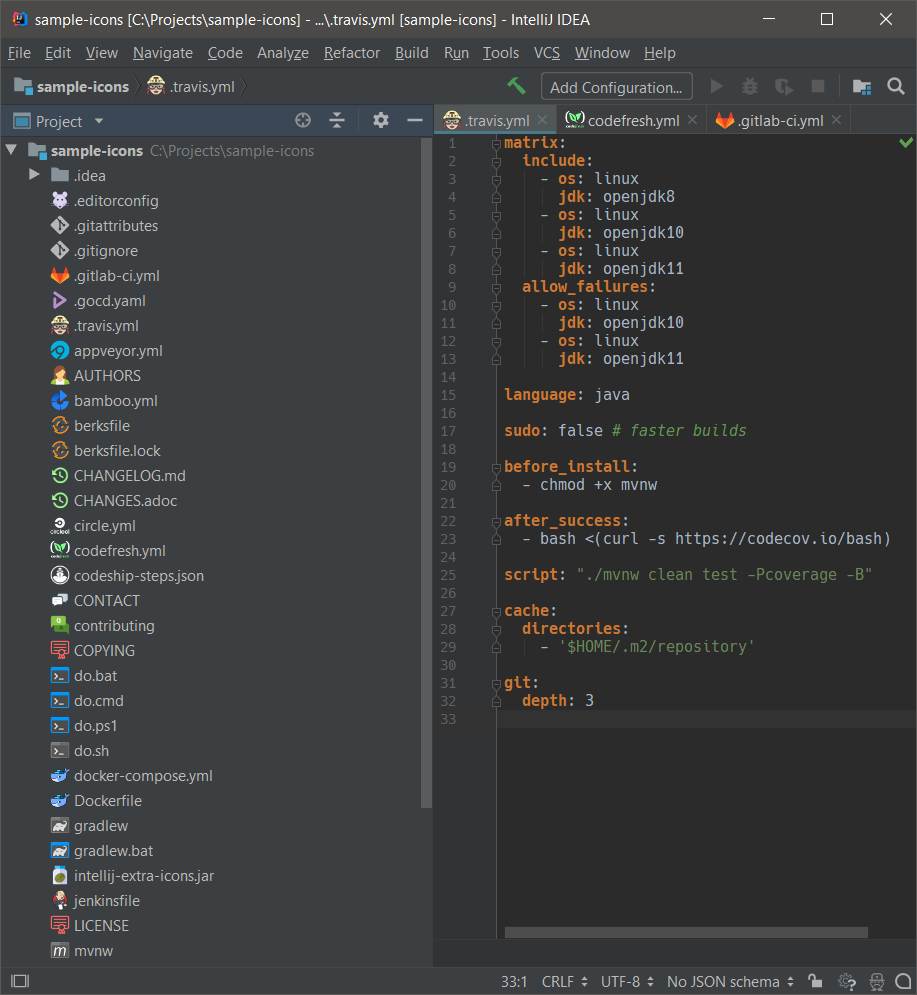 sample-icons [C:\Projects\sample-icons] - ...\.travis.yml [sample-icons] - IntelliJ IDEA
File Edit View Navigate Code Analyze Refactor Build Run Tools VCS Window Help
sample-icons .travis.yml Add Configuration...
Project
sample-icons C:\Projects\sample-icons
.idea
.editorconfig
.gitattributes
.gitignore
.gitlab-ci.yml
.gocd.yaml
.travis.yml
appveyor.yml
AUTHORS
bamboo.yml
berksfile
berksfile.lock
CHANGELOG.md
CHANGES.adoc
circle.yml
codefresh.yml
codeship-steps.json
CONTACT
contributing
COPYING
do.bat
do.cmd
do.ps1
do.sh
docker-compose.yml
Dockerfile
gradlew
gradlew.bat
intellij-extra-icons.jar
jenkinsfile
LICENSE
mvnw
.travis.yml codefresh.yml .gitlab-ci.yml
1 matrix:
2 include:
3 - os: linux
4 jdk: openjdk8
5 - os: linux
6 jdk: openjdk10
7 - os: linux
8 jdk: openjdk11
9 allow_failures:
10 - os: linux
11 jdk: openjdk10
12 - os: linux
13 jdk: openjdk11
14
15 language: java
16
17 sudo: false # faster builds
18
19 before_install:
20 - chmod +x mvnw
21
22 after_success:
23 - bash <(curl -s https://codecov.io/bash)
24
25 script: "./mvnw clean test -Pcoverage -B"
26
27 cache:
28 directories:
29 - '$HOME/.m2/repository'
30
31 git:
32 depth: 3
33
33:1 CRLF UTF-8 No JSON schema